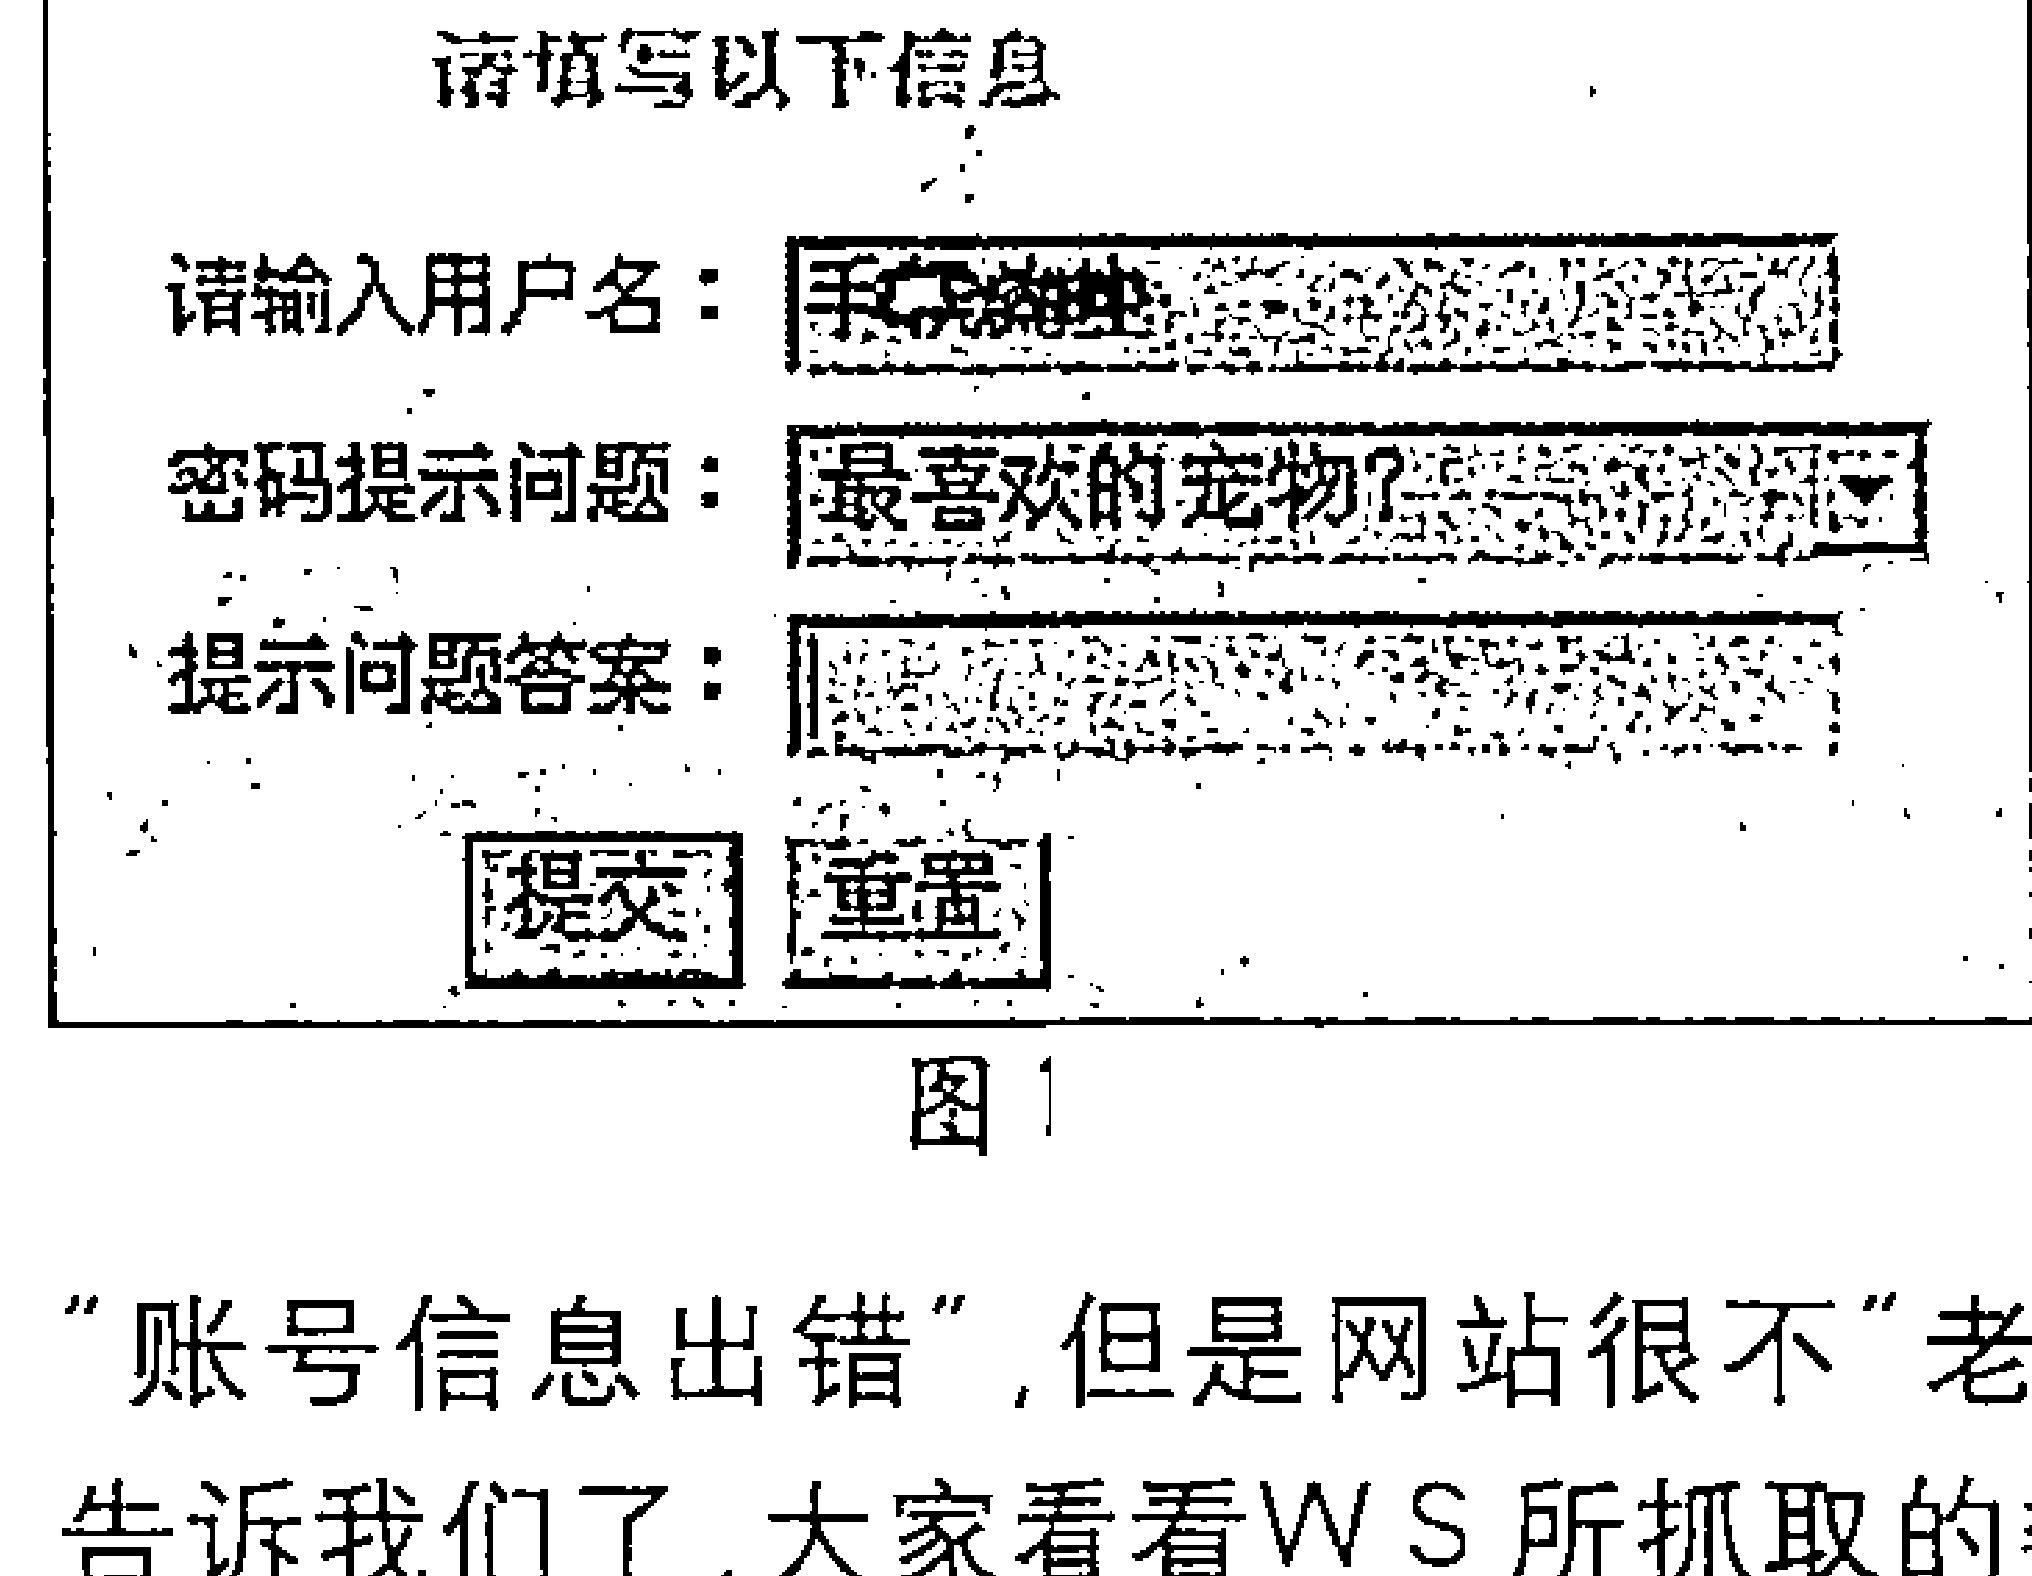 请填写以下信息
请输入用户名： 手
密码提示问题： 最喜欢的宠物?
提示问题答案：
提交 重置
图 1
“账号信息出错”,但是网站很不“老
告诉我们了，大家看看WS所抓取的